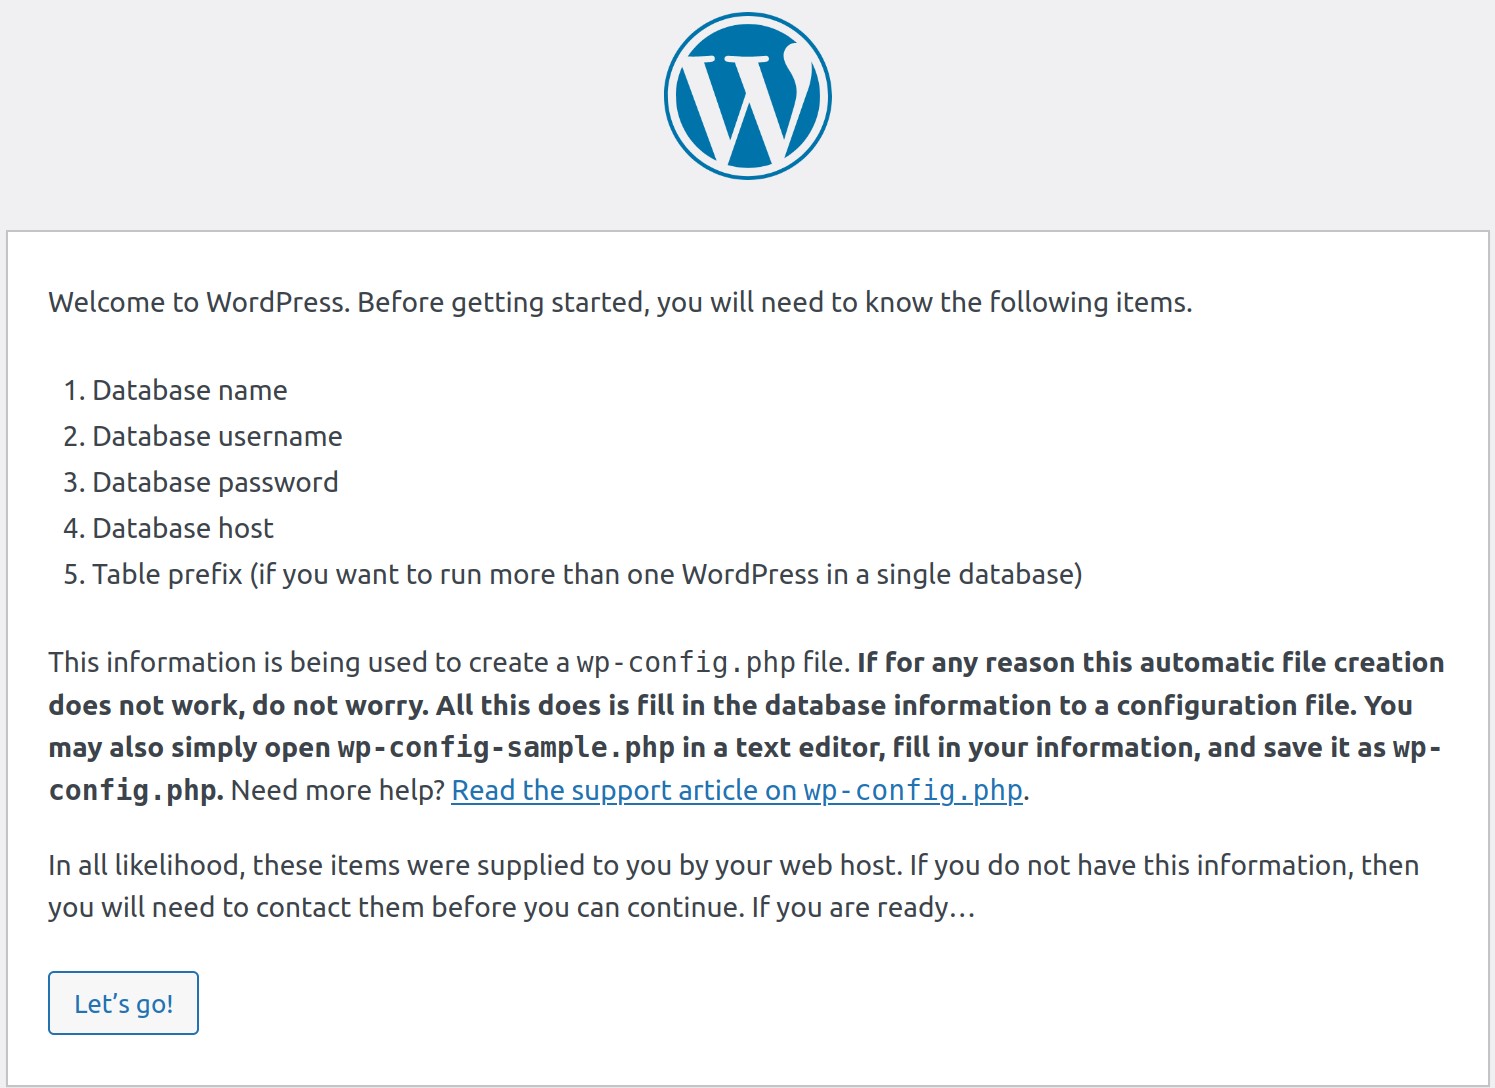 Welcome to WordPress. Before getting started, you will need to know the following items.
1. Database name
2. Database username
3. Database password
4. Database host
5. Table prefix (if you want to run more than one WordPress in a single database)
This information is being used to create a wp-config.php file. If for any reason this automatic file creation
does not work, do not worry. All this does is fill in the database information to a configuration file. You
may also simply open wp-config-sample.php in a text editor, fill in your information, and save it as wp-
config.php. Need more help? Read the support article on wp-config.php.
In all likelihood, these items were supplied to you by your web host. If you do not have this information, then
you will need to contact them before you can continue. If you are ready…
Let’s go!